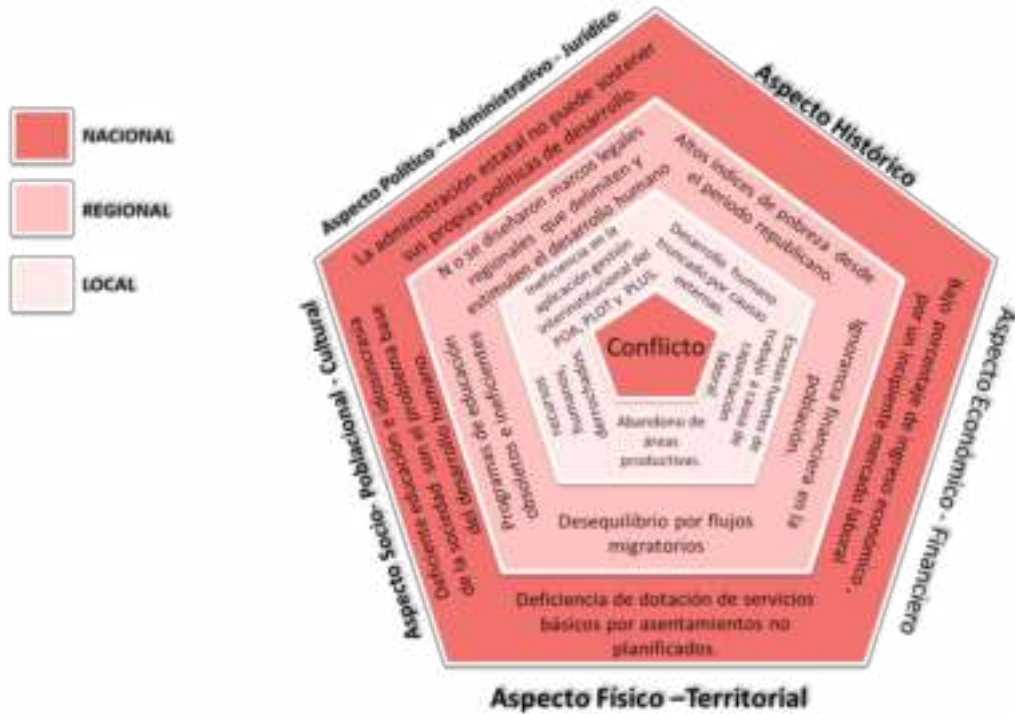 NACIONAL
REGIONAL
LOCAL
Aspecto Político – Administrativo - Jurídico
La administración estatal no puede sostener
sus propias políticas de desarrollo.
No se diseñaron marcos legales
regionales que delimiten y
estimulen el desarrollo humano
Ineficiencia en la
aplicación gestión
interinstitucional del
POA, PLOT y PLUS.
Aspecto Histórico
Altos índices de pobreza desde
el período republicano.
Desarrollo humano
truncado por causas
externas.
Aspecto Económico - Financiero
Bajo porcentaje de ingreso económico,
por un incipiente mercado laboral
Ignorancia financiera en la
población.
Escasas fuentes de
trabajo a causa de
capacitación
laboral
Aspecto Socio- Poblacional - Cultural
Deficiente educación e idiosincrasia
de la sociedad son el problema base
del desarrollo humano.
Programas de educación
obsoletos e ineficientes
recursos
humanos,
derrochados.
Conflicto
Abandono de
áreas
productivas.
Desequilibrio por flujos
migratorios
Deficiencia de dotación de servicios
básicos por asentamientos no
planificados.
Aspecto Físico –Territorial